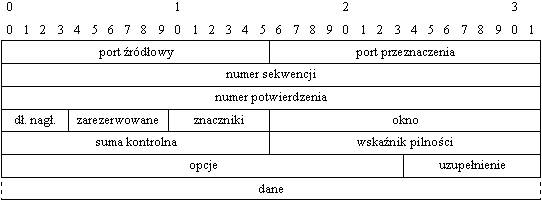 0 1 2 3
0 1 2 3 4 5 6 7 8 9 0 1 2 3 4 5 6 7 8 9 0 1 2 3 4 5 6 7 8 9 0 1
port źródłowy port przeznaczenia
numer sekwencji
numer potwierdzenia
dł. nagł. zarezerwowane znaczniki okno
suma kontrolna wskaźnik pilności
opcje uzupełnienie
dane